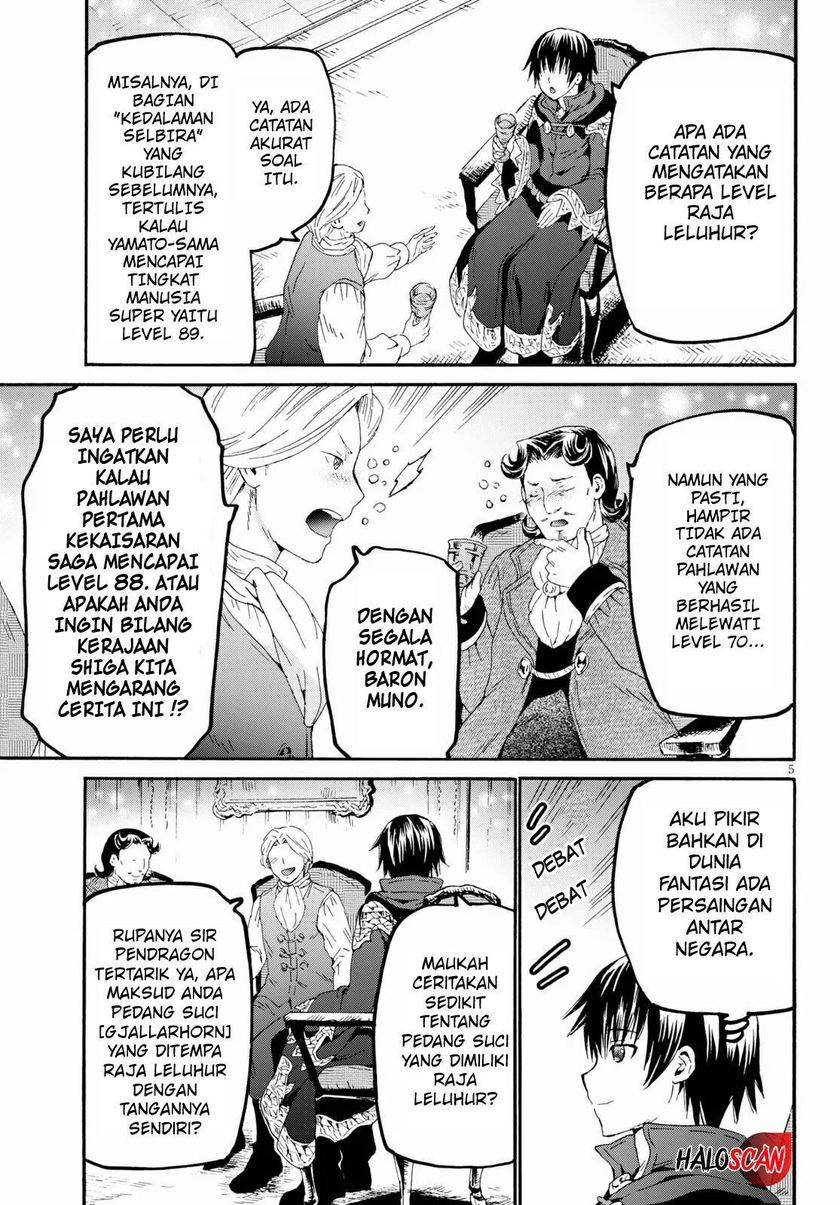 APA ADA
CATATAN YANG
MENGATAKAN
BERAPA LEVEL
RAJA
LELUHUR?
YA, ADA
CATATAN
AKURAT
SOAL
ITU.
MISALNYA, DI
BAGIAN
"KEDALAMAN
SELBIRA"
YANG
KUBILANG
SEBELUMNYA,
TERTULIS
KALAU
YAMATO-SAMA
MENCAPAI
TINGKAT
MANUSIA
SUPER YAITU
LEVEL 89.
NAMUN YANG
PASTI,
HAMPIR
TIDAK ADA
CATATAN
PAHLAWAN
YANG
BERHASIL
MELEWATI
LEVEL 70...
DENGAN
SEGALA
HORMAT,
BARON
MUNO.
SAYA PERLU
INGATKAN
KALAU
PAHLAWAN
PERTAMA
KEKAISARAN
SAGA MENCAPAI
LEVEL 88. ATAU
APAKAH ANDA
INGIN BILANG
KERAJAAN
SHIGA KITA
MENGARANG
CERITA INI !?
5
AKU PIKIR
BAHKAN DI
DUNIA
FANTASI ADA
PERSAINGAN
ANTAR
NEGARA.
DEBAT
DEBAT
MAUKAH
CERITAKAN
SEDIKIT
TENTANG
PEDANG SUCI
YANG DIMILIKI
RAJA
LELUHUR?
RUPANYA SIR
PENDRAGON
TERTARIK YA, APA
MAKSUD ANDA
PEDANG SUCI
[GJALLARHORN]
YANG DITEMPA
RAJA LELUHUR
DENGAN
TANGANNYA
SENDIRI?
HALOSCAN